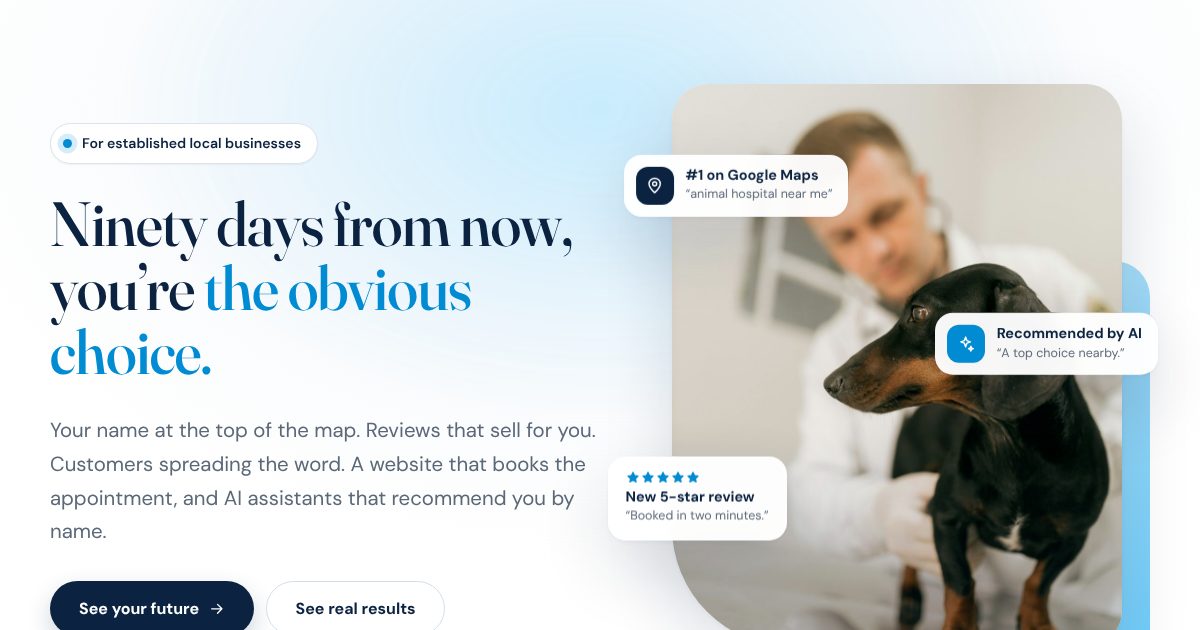 For established local businesses
Ninety days from now,
you’re the obvious
choice.
Your name at the top of the map. Reviews that sell for you.
Customers spreading the word. A website that books the
appointment, and AI assistants that recommend you by
name.
See your future →
See real results
#1 on Google Maps
“animal hospital near me”
Recommended by AI
“A top choice nearby.”
New 5-star review
“Booked in two minutes.”